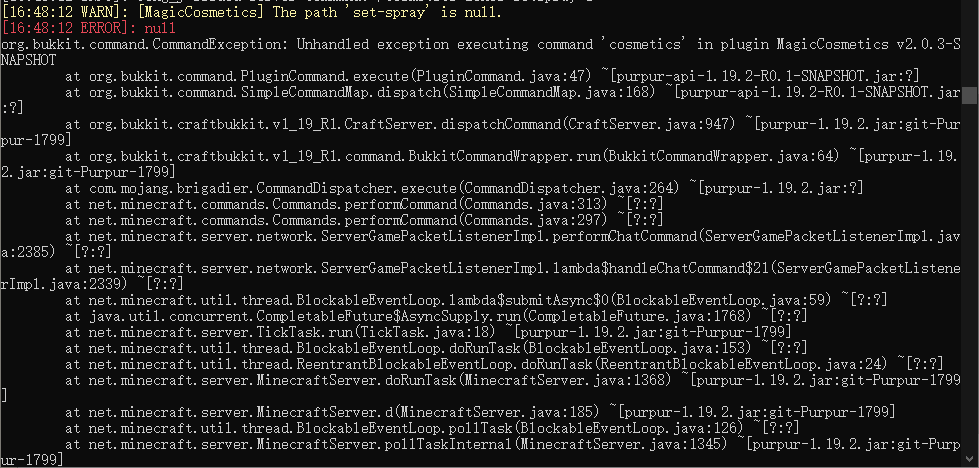 [16:48:12 WARN]: [MagicCosmetics] The path 'set-spray' is null.
[16:48:12 ERROR]: null
org.bukkit.command.CommandException: Unhandled exception executing command 'cosmetics' in plugin MagicCosmetics v2.0.3-S
NAPSHOT
at org.bukkit.command.PluginCommand.execute(PluginCommand.java:47) ~[purpur-api-1.19.2-R0.1-SNAPSHOT.jar:?]
at org.bukkit.command.SimpleCommandMap.dispatch(SimpleCommandMap.java:168) ~[purpur-api-1.19.2-R0.1-SNAPSHOT.jar
:?]
at org.bukkit.craftbukkit.v1_19_R1.CraftServer.dispatchCommand(CraftServer.java:947) ~[purpur-1.19.2.jar:git-Pur
pur-1799]
at org.bukkit.craftbukkit.v1_19_R1.command.BukkitCommandWrapper.run(BukkitCommandWrapper.java:64) ~[purpur-1.19.
2.jar:git-Purpur-1799]
at com.mojang.brigadier.CommandDispatcher.execute(CommandDispatcher.java:264) ~[purpur-1.19.2.jar:?]
at net.minecraft.commands.Commands.performCommand(Commands.java:313) ~[?:?]
at net.minecraft.commands.Commands.performCommand(Commands.java:297) ~[?:?]
at net.minecraft.server.network.ServerGamePacketListenerImpl.performChatCommand(ServerGamePacketListenerImpl.jav
a:2385) ~[?:?]
at net.minecraft.server.network.ServerGamePacketListenerImpl.lambda$handleChatCommand$21(ServerGamePacketListene
rImpl.java:2339) ~[?:?]
at net.minecraft.util.thread.BlockableEventLoop.lambda$submitAsync$0(BlockableEventLoop.java:59) ~[?:?]
at java.util.concurrent.CompletableFuture$AsyncSupply.run(CompletableFuture.java:1768) ~[?:?]
at net.minecraft.server.TickTask.run(TickTask.java:18) ~[purpur-1.19.2.jar:git-Purpur-1799]
at net.minecraft.util.thread.BlockableEventLoop.doRunTask(BlockableEventLoop.java:153) ~[?:?]
at net.minecraft.util.thread.ReentrantBlockableEventLoop.doRunTask(ReentrantBlockableEventLoop.java:24) ~[?:?]
at net.minecraft.server.MinecraftServer.doRunTask(MinecraftServer.java:1368) ~[purpur-1.19.2.jar:git-Purpur-1799
]
at net.minecraft.server.MinecraftServer.d(MinecraftServer.java:185) ~[purpur-1.19.2.jar:git-Purpur-1799]
at net.minecraft.util.thread.BlockableEventLoop.pollTask(BlockableEventLoop.java:126) ~[?:?]
at net.minecraft.server.MinecraftServer.pollTaskInternal(MinecraftServer.java:1345) ~[purpur-1.19.2.jar:git-Purp
ur-1799]